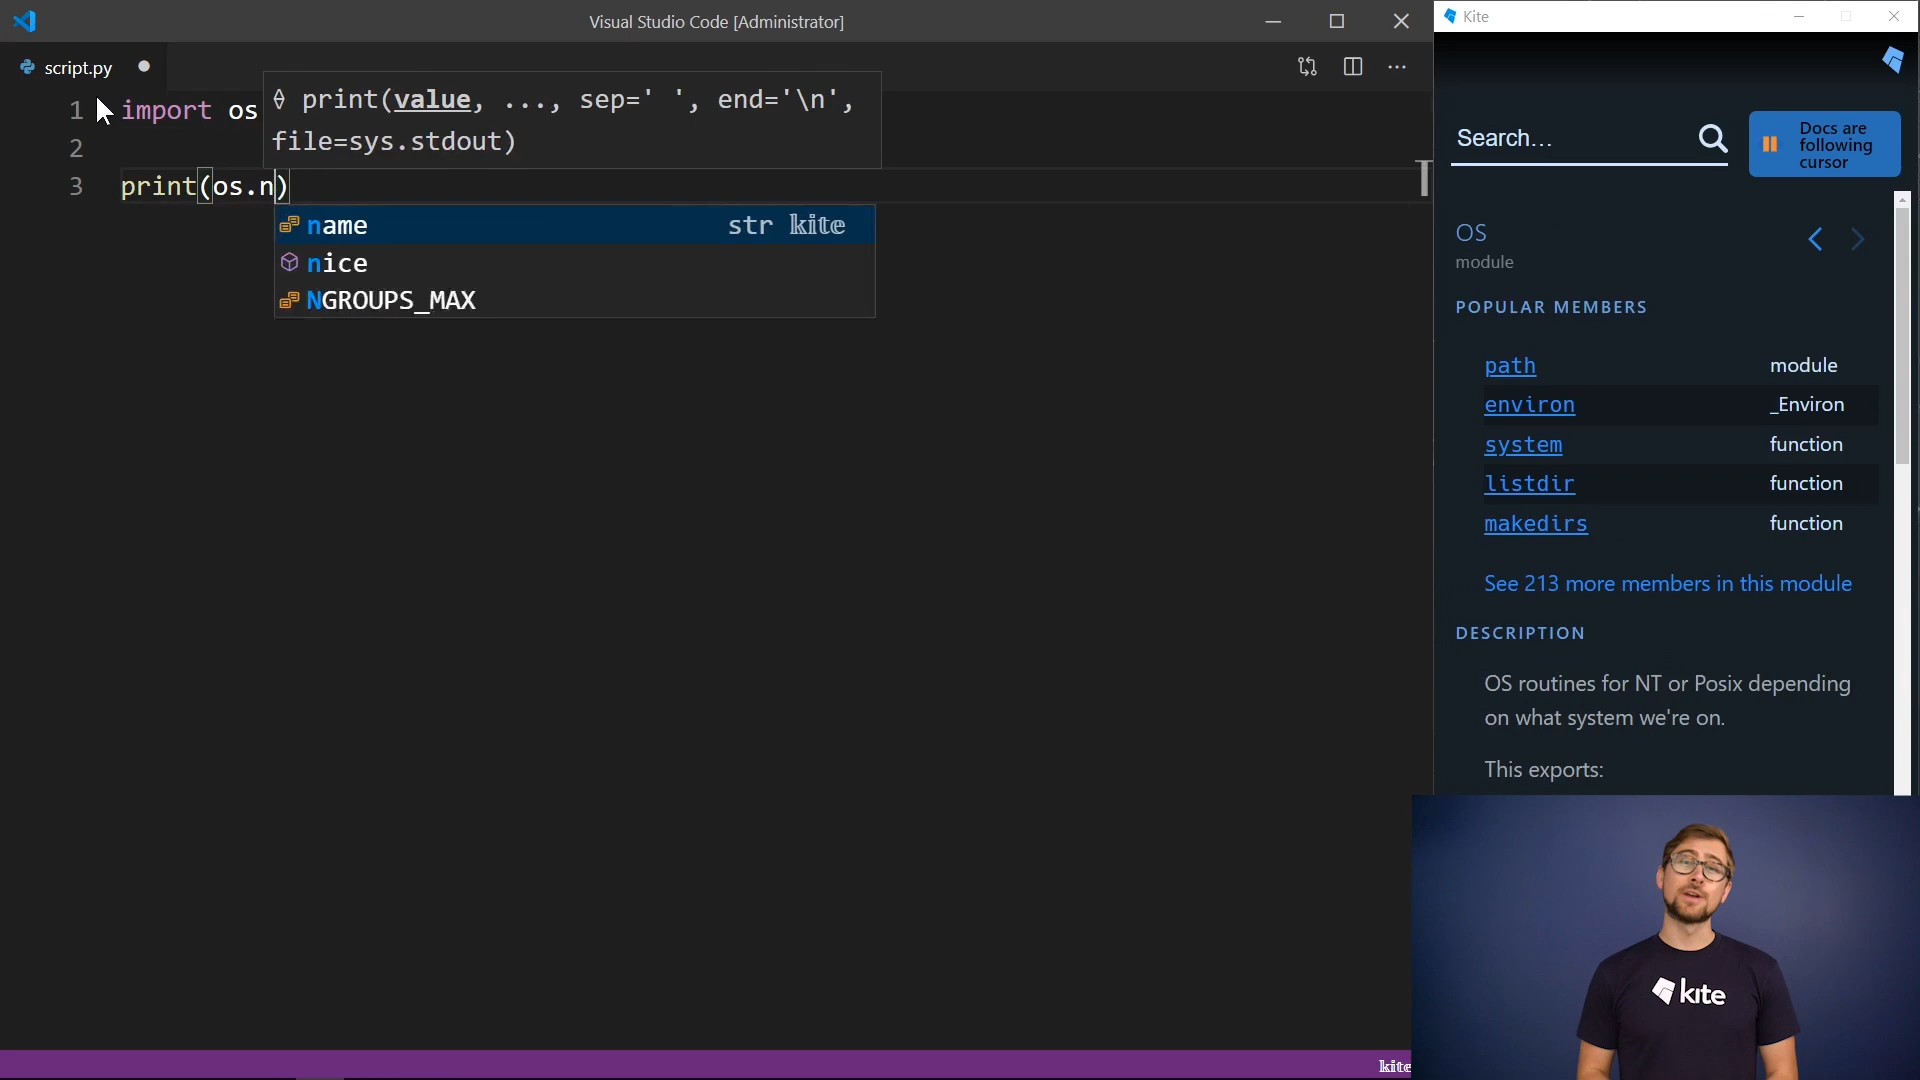 Visual Studio Code [Administrator]
script.py
1 import os
2
3 print(os.n)
print(value, ..., sep=' ', end='\n',
file=sys.stdout)
name str kite
nice
NGROUPS_MAX
kite
Kite
Search...
Docs are
following
cursor
OS
module
POPULAR MEMBERS
path module
environ _Environ
system function
listdir function
makedirs function
See 213 more members in this module
DESCRIPTION
OS routines for NT or Posix depending
on what system we're on.
This exports:
kite